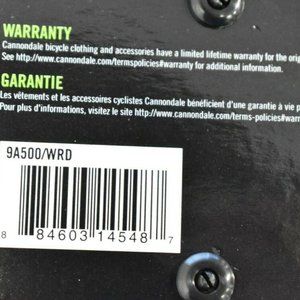 WARRANTY
Cannondale bicycle clothing and accessories have a limited lifetime warranty for the orig
See http://www.cannondale.com/termspolicies#warranty for additional information.
GARANTIE
Les vêtements et les accessoires cyclistes Cannondale bénéficient d'une garantie à vie p
Pour plus d'informations, visitez le site http://www.cannondale.com/terms-policies#warrant
9A500/WRD
8 84603 14548 7